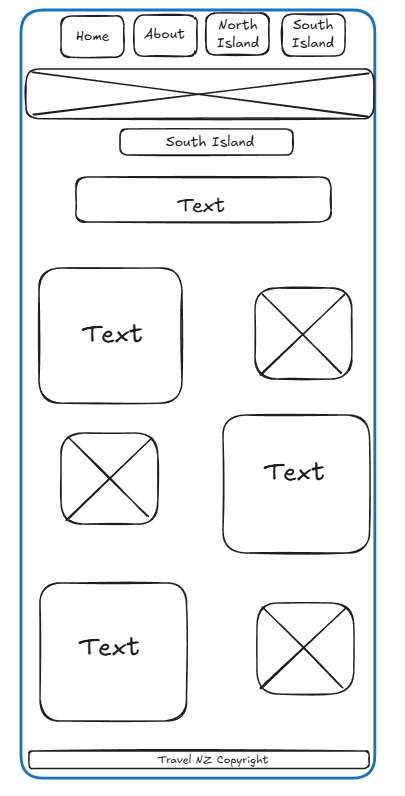 Home
About
North
Island
South
Island
South Island
Text
Text
Text
Text
Travel NZ Copyright